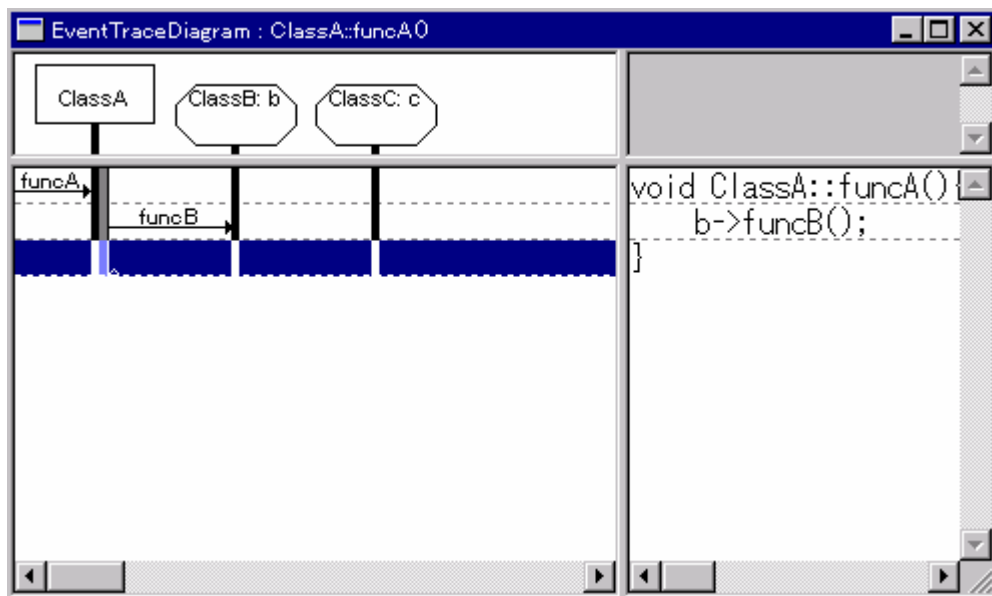 EventTraceDiagram : ClassA::funcA()
ClassA
ClassB: b
ClassC: c
funcA
funcB
void ClassA::funcA(){
b->funcB();
}